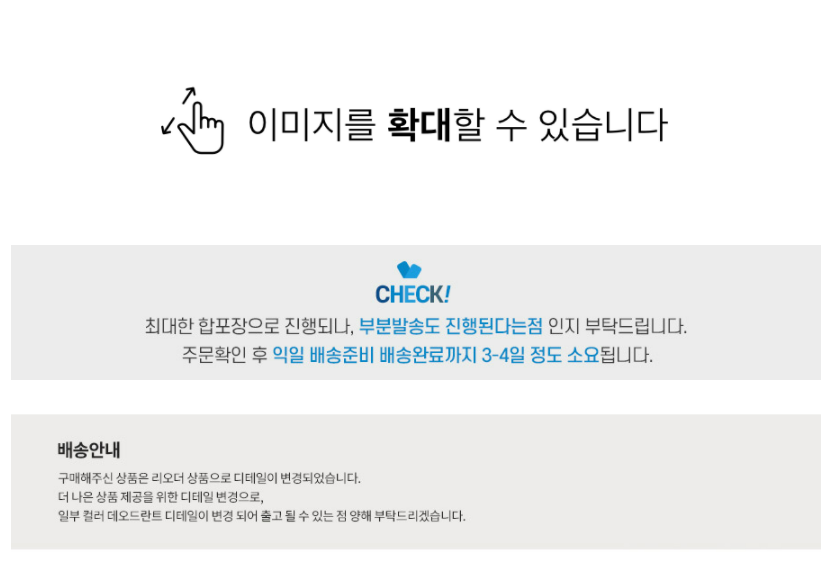 이미지를 확대할 수 있습니다
CHECK!
최대한 합포장으로 진행되나, 부분발송도 진행된다는점 인지 부탁드립니다.
주문확인 후 익일 배송준비 배송완료까지 3-4일 정도 소요됩니다.
배송안내
구매해주신 상품은 리오더 상품으로 디테일이 변경되었습니다.
더 나은 상품 제공을 위한 디테일 변경으로,
일부 컬러 데오드란트 디테일이 변경 되어 출고 될 수 있는 점 양해 부탁드리겠습니다.